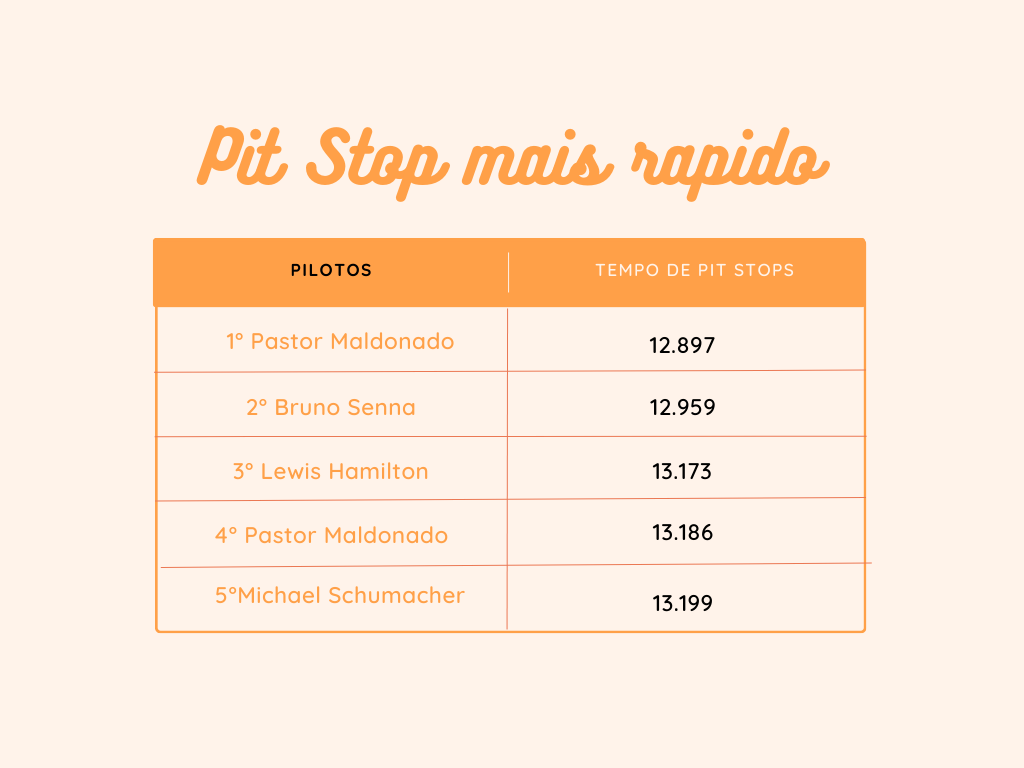 Pit Stop mais rapido
PILOTOS TEMPO DE PIT STOPS
1º Pastor Maldonado 12.897
2º Bruno Senna 12.959
3º Lewis Hamilton 13.173
4º Pastor Maldonado 13.186
5ºMichael Schumacher 13.199